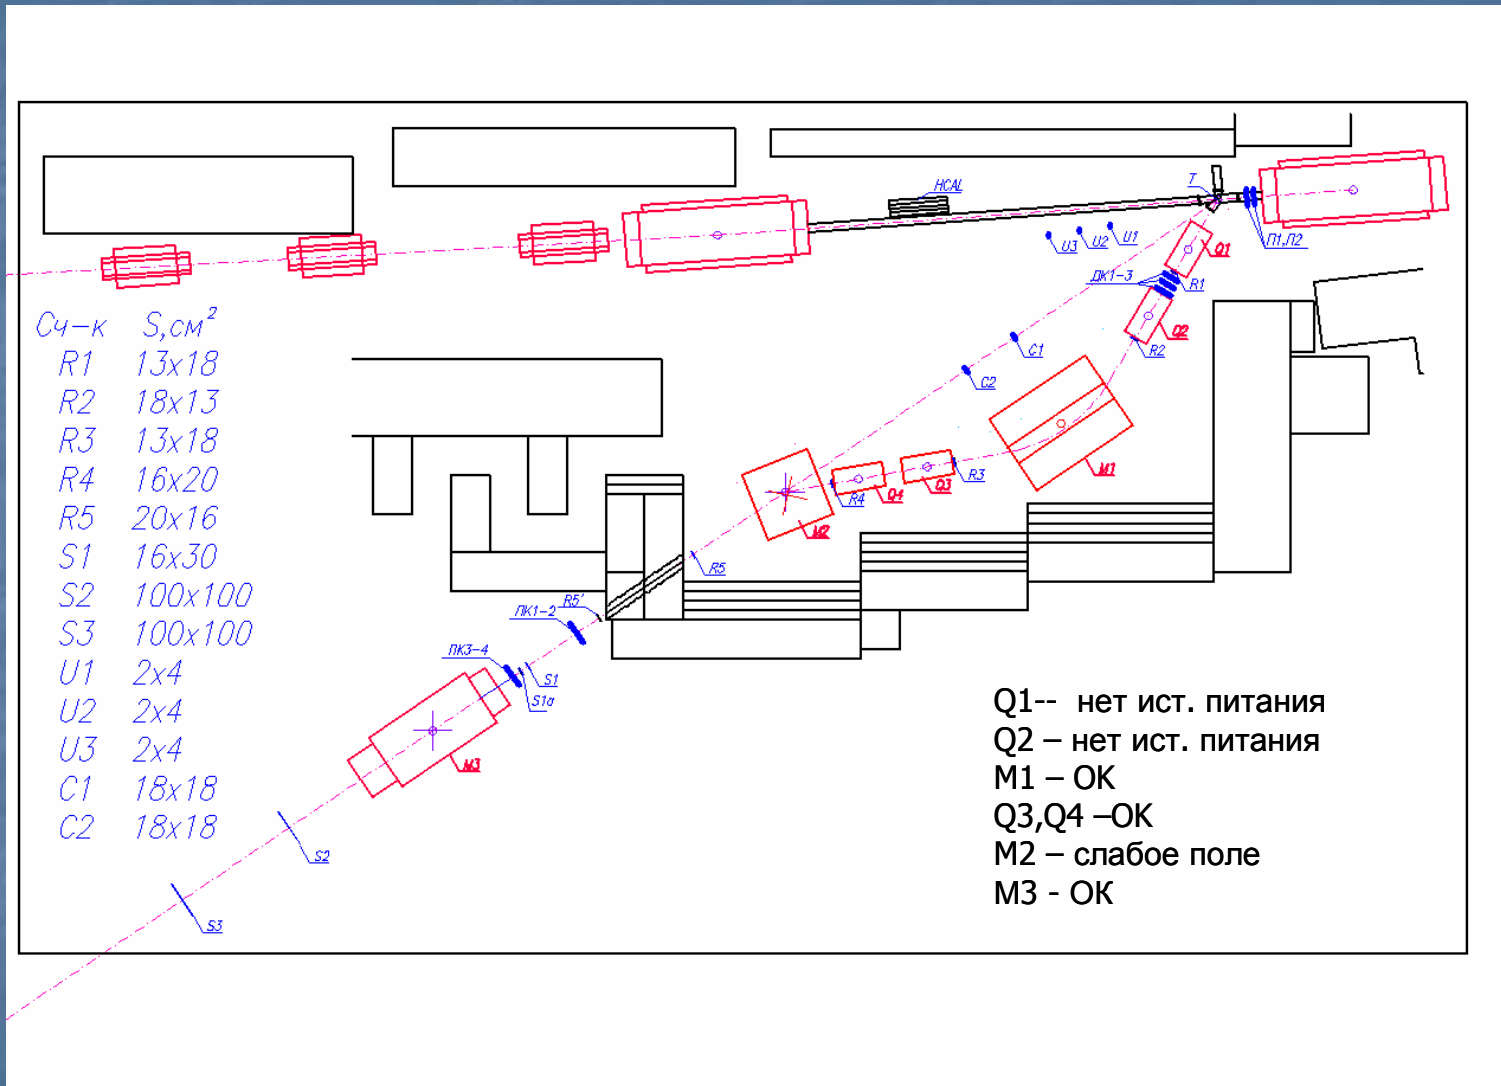 HCAL
T
U3
U2
U1
П1,П2
Q1
ДК1-3
R1
Q2
R2
Сч-к S,см²
R1 13x18
R2 18x13
R3 13x18
R4 16x20
R5 20x16
S1 16x30
S2 100x100
S3 100x100
U1 2x4
U2 2x4
U3 2x4
C1 18x18
C2 18x18
C1
C2
M1
R3
Q3
Q4
R4
M2
R5
R5'
ПК1-2
ПК3-4
S1
S1a
M3
S2
S3
Q1-- нет ист. питания
Q2 – нет ист. питания
M1 – OK
Q3,Q4 –OK
M2 – слабое поле
M3 - OK